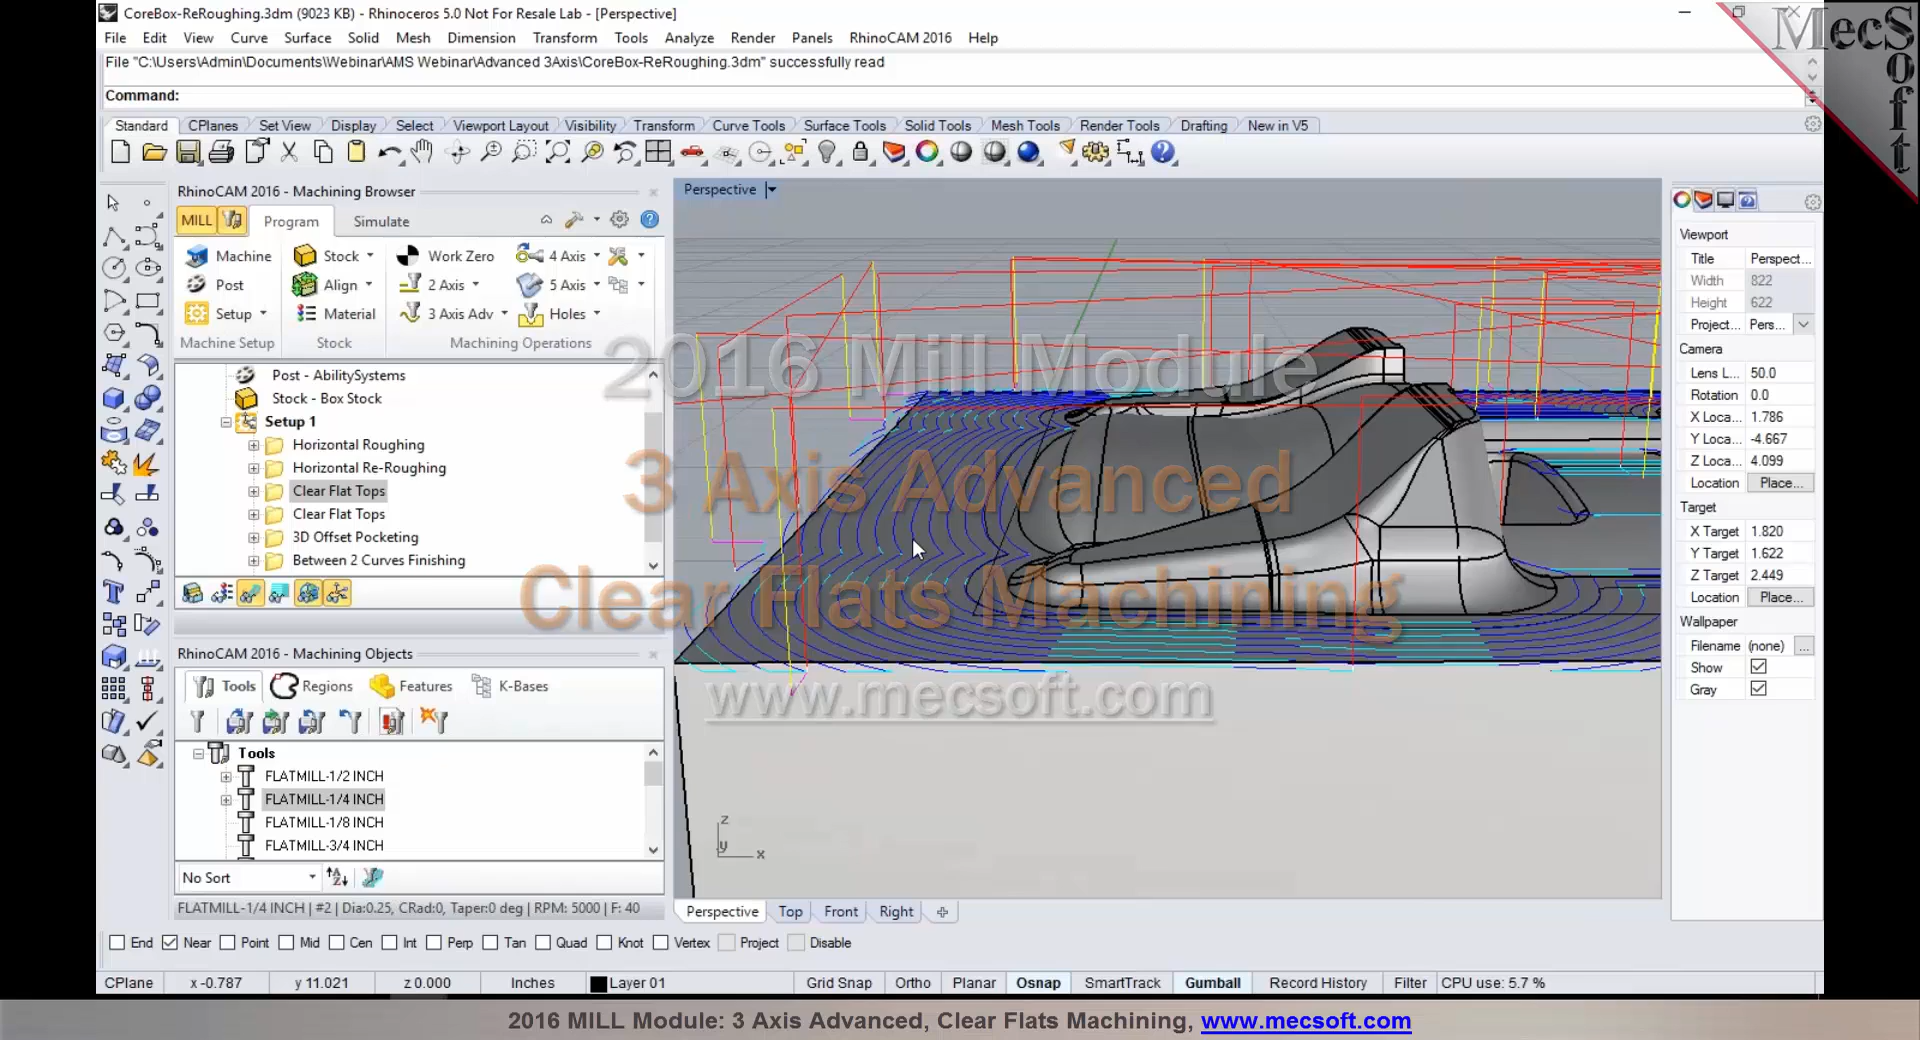 CoreBox-ReRoughing.3dm (9023 KB) - Rhinoceros 5.0 Not For Resale Lab - [Perspective]
MecSoft
File Edit View Curve Surface Solid Mesh Dimension Transform Tools Analyze Render Panels RhinoCAM 2016 Help
File "C:\Users\Admin\Documents\Webinar\AMS Webinar\Advanced 3Axis\CoreBox-ReRoughing.3dm" successfully read
Command:
Standard CPlanes Set View Display Select Viewport Layout Visibility Transform Curve Tools Surface Tools Solid Tools Mesh Tools Render Tools Drafting New in V5
RhinoCAM 2016 - Machining Browser
MILL Program Simulate
Machine Stock Work Zero 4 Axis
Post Align 2 Axis 5 Axis
Setup Material 3 Axis Adv Holes
Machine Setup Stock Machining Operations
Post - AbilitySystems
Stock - Box Stock
Setup 1
Horizontal Roughing
Horizontal Re-Roughing
Clear Flat Tops
Clear Flat Tops
3D Offset Pocketing
Between 2 Curves Finishing
RhinoCAM 2016 - Machining Objects
Tools Regions Features K-Bases
Tools
FLATMILL-1/2 INCH
FLATMILL-1/4 INCH
FLATMILL-1/8 INCH
FLATMILL-3/4 INCH
No Sort
FLATMILL-1/4 INCH | #2 | Dia:0.25, CRad:0, Taper:0 deg | RPM: 5000 | F: 40
Perspective
2016 Mill Module
3 Axis Advanced
Clear Flats Machining
www.mecsoft.com
z
y x
Perspective Top Front Right
Viewport
Title Perspect...
Width 822
Height 622
Project... Pers...
Camera
Lens L... 50.0
Rotation 0.0
X Loca... 1.786
Y Loca... -4.667
Z Loca... 4.099
Location Place...
Target
X Target 1.820
Y Target 1.622
Z Target 2.449
Location Place...
Wallpaper
Filename (none) ...
Show
Gray
End Near Point Mid Cen Int Perp Tan Quad Knot Vertex Project Disable
CPlane x -0.787 y 11.021 z 0.000 Inches Layer 01 Grid Snap Ortho Planar Osnap SmartTrack Gumball Record History Filter CPU use: 5.7 %
2016 MILL Module: 3 Axis Advanced, Clear Flats Machining, www.mecsoft.com